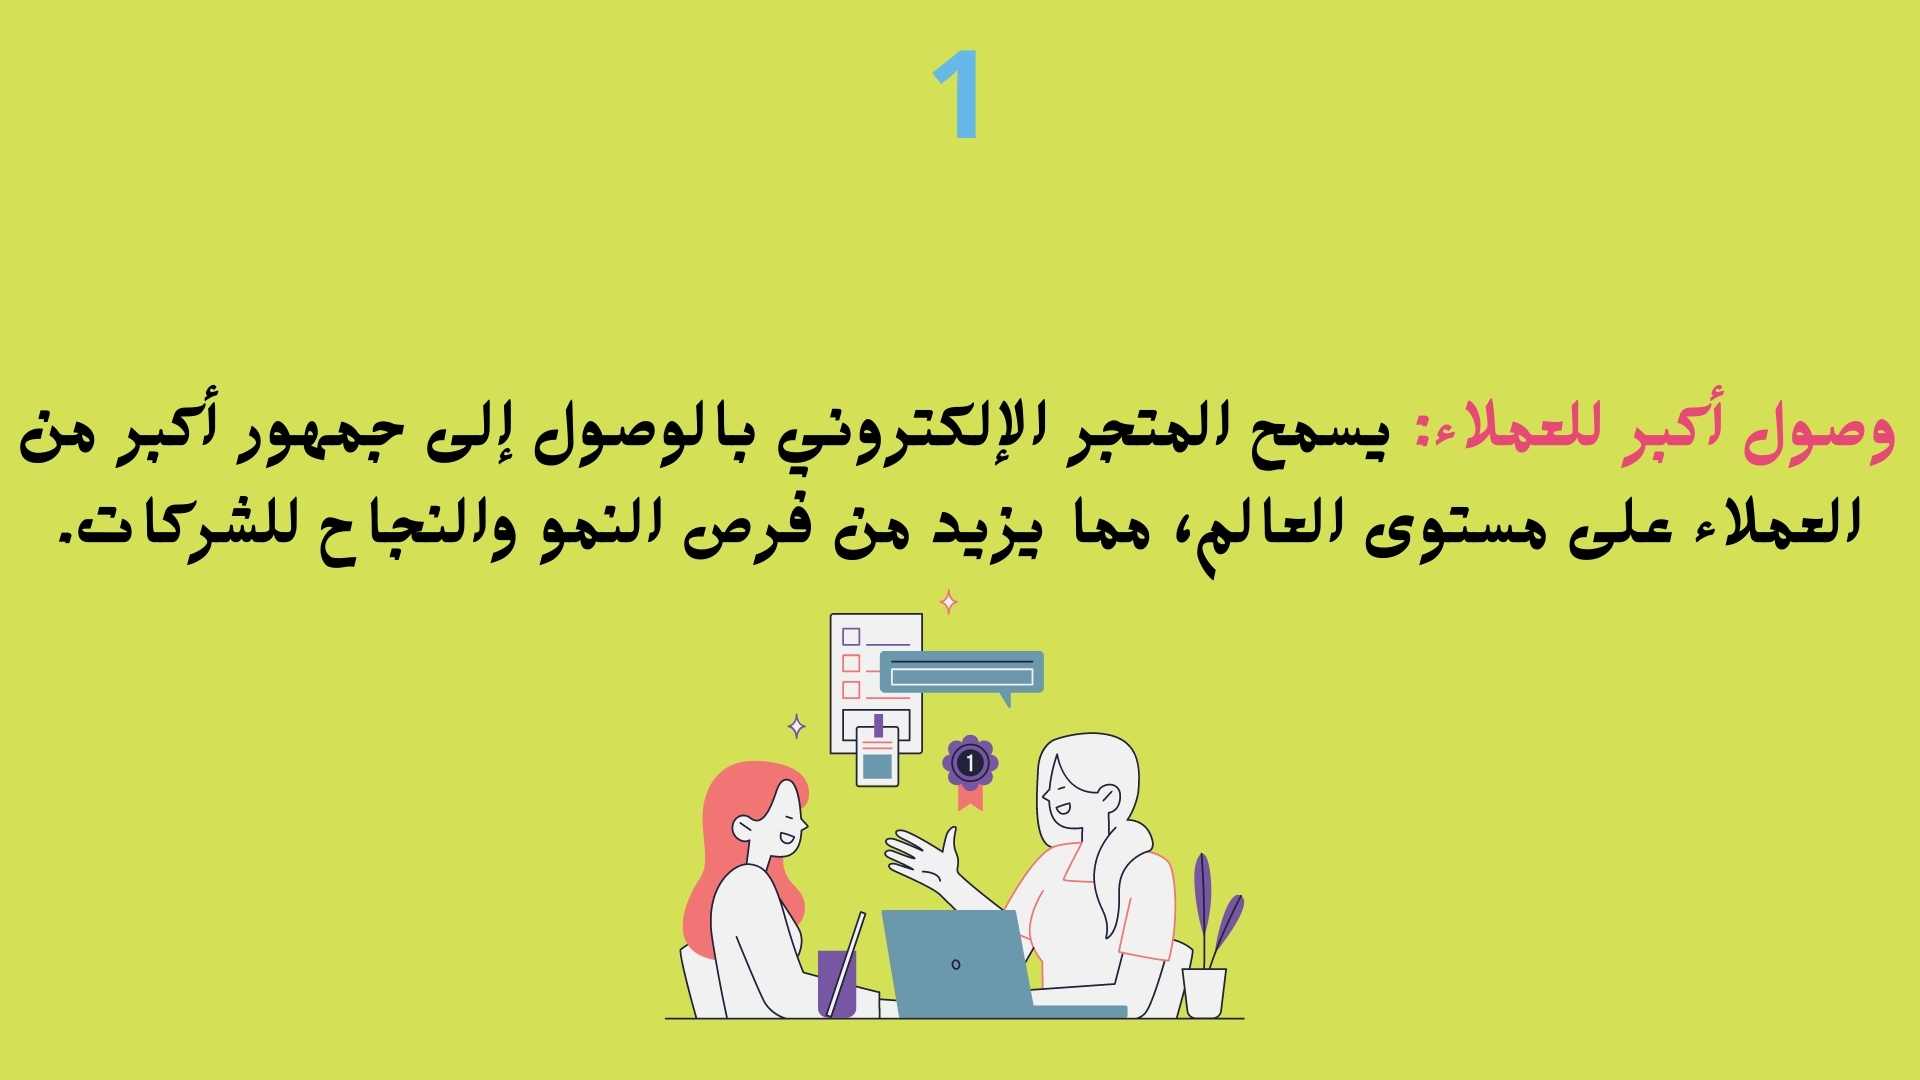 1
وصول أكبر للعملاء: يسمح المتجر الإلكتروني بالوصول إلى جمهور أكبر من
العملاء على مستوى العالم، مما يزيد من فرص النمو والنجاح للشركات.
1